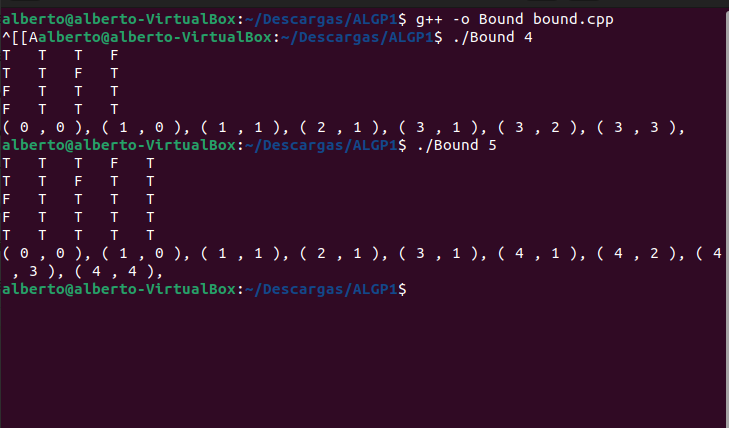 alberto@alberto-VirtualBox:~/Descargas/ALGP1$ g++ -o Bound bound.cpp
^[[Aalberto@alberto-VirtualBox:~/Descargas/ALGP1$ ./Bound 4
T   T   T   F
T   T   F   T
F   T   T   T
F   T   T   T
( 0 , 0 ), ( 1 , 0 ), ( 1 , 1 ), ( 2 , 1 ), ( 3 , 1 ), ( 3 , 2 ), ( 3 , 3 ),
alberto@alberto-VirtualBox:~/Descargas/ALGP1$ ./Bound 5
T   T   T   F   T
T   T   F   T   T
F   T   T   T   T
F   T   T   T   T
T   T   T   T   T
( 0 , 0 ), ( 1 , 0 ), ( 1 , 1 ), ( 2 , 1 ), ( 3 , 1 ), ( 4 , 1 ), ( 4 , 2 ), ( 4
 , 3 ), ( 4 , 4 ),
alberto@alberto-VirtualBox:~/Descargas/ALGP1$